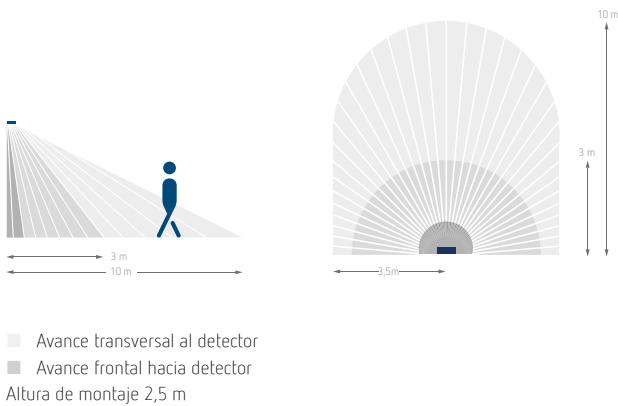 10 m
3 m
3 m
10 m
3,5m
Avance transversal al detector
Avance frontal hacia detector
Altura de montaje 2,5 m